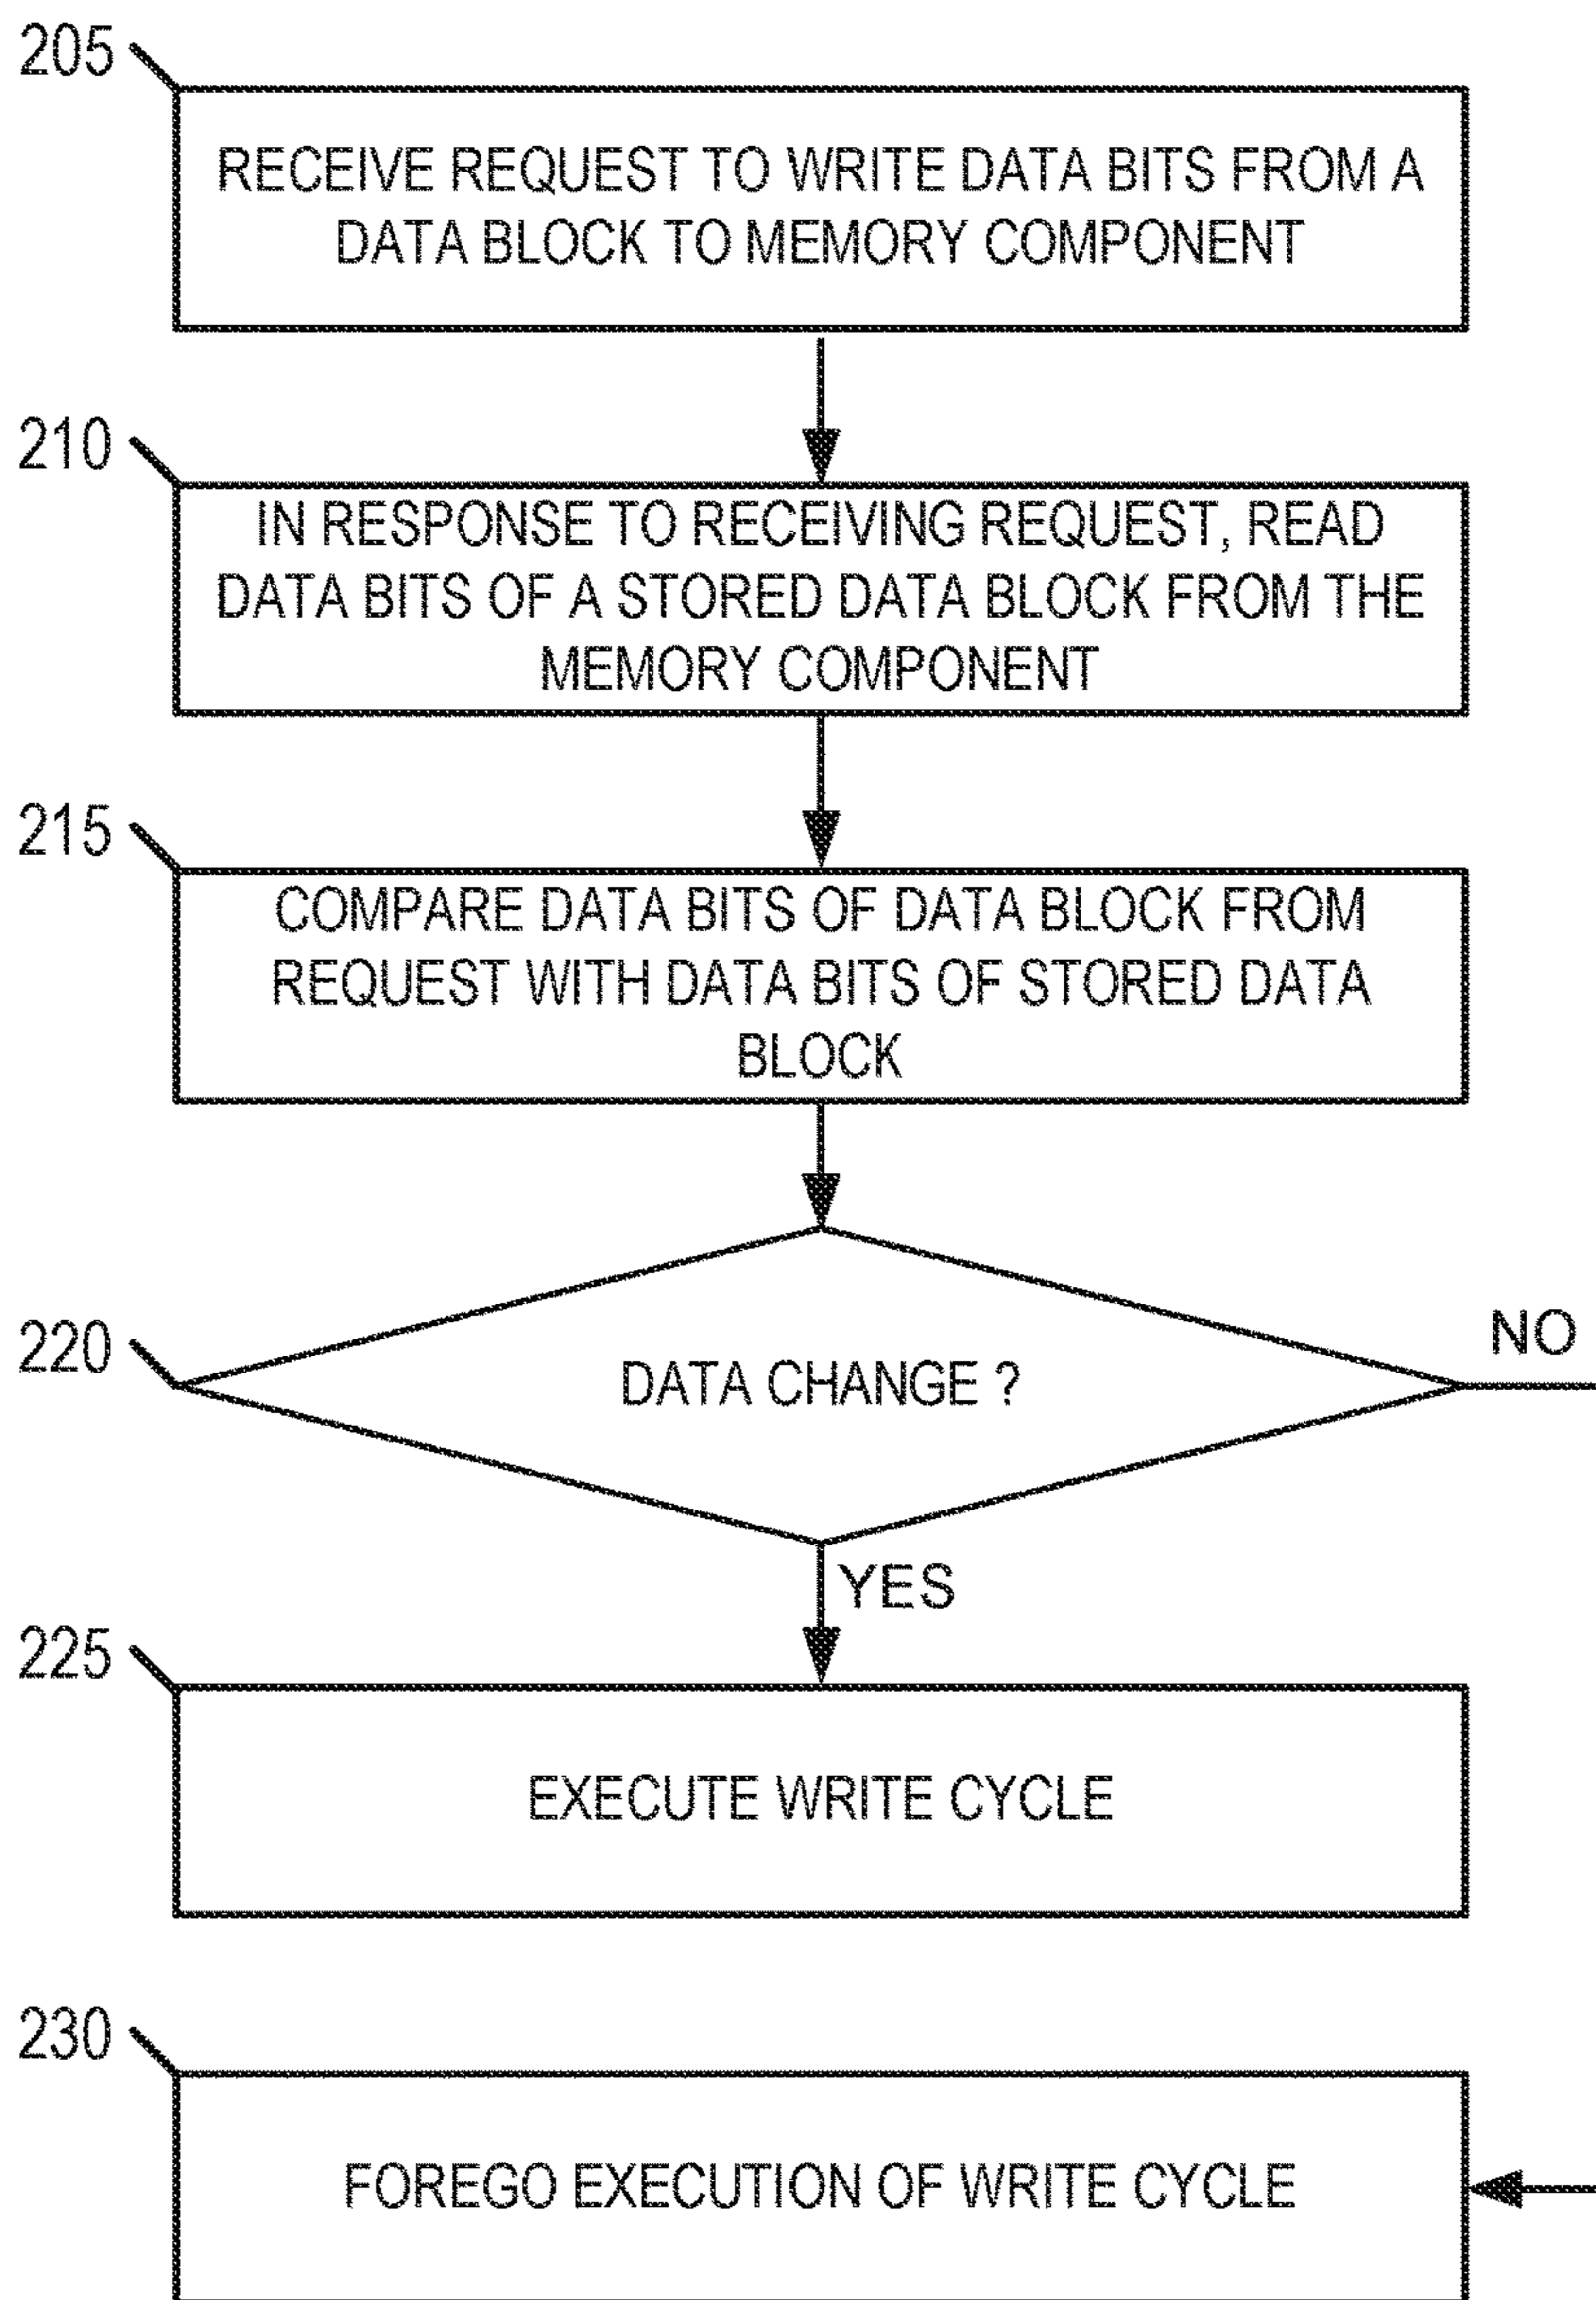 205
RECEIVE REQUEST TO WRITE DATA BITS FROM A
DATA BLOCK TO MEMORY COMPONENT
210
IN RESPONSE TO RECEIVING REQUEST, READ
DATA BITS OF A STORED DATA BLOCK FROM THE
MEMORY COMPONENT
215
COMPARE DATA BITS OF DATA BLOCK FROM
REQUEST WITH DATA BITS OF STORED DATA
BLOCK
220
DATA CHANGE ?
NO
YES
225
EXECUTE WRITE CYCLE
230
FOREGO EXECUTION OF WRITE CYCLE